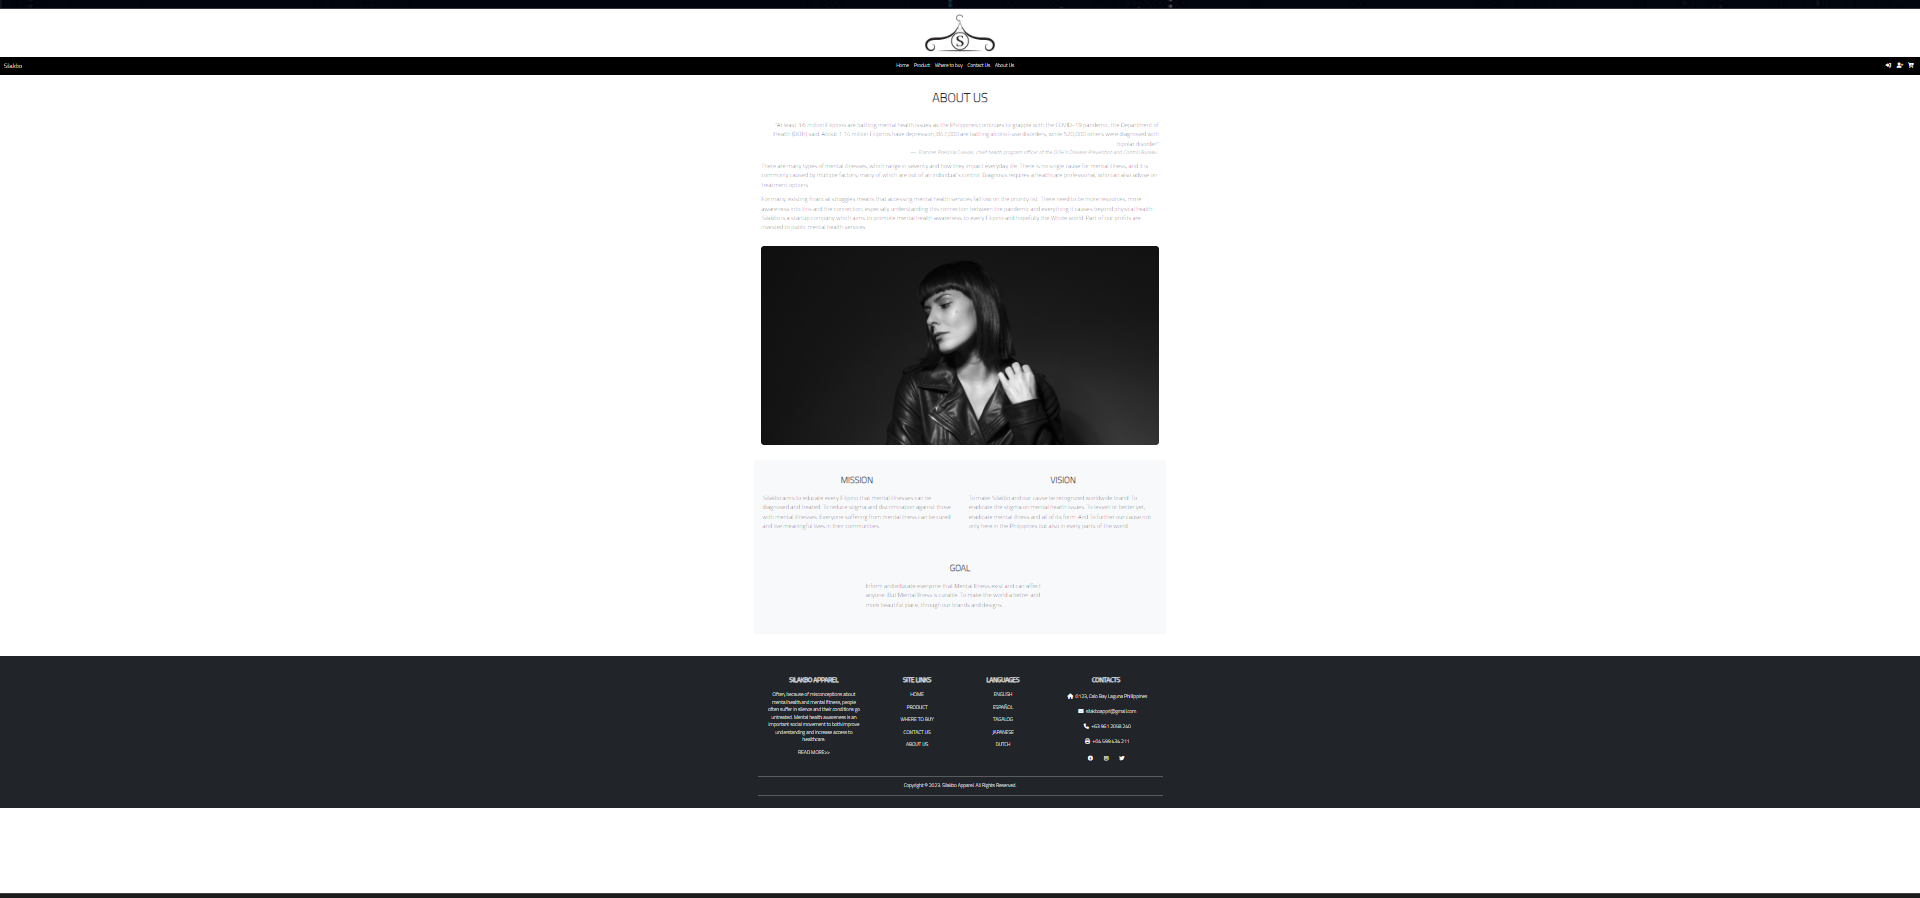 S
Silakbo
Home Product Where to buy Contact Us About Us
ABOUT US
"At least 3.6 million Filipinos are battling mental health issues as the Philippines continues to grapple with the COVID-19 pandemic, the Department of
Health (DOH) said. About 1.14 million Filipinos have depression, 847,000 are battling alcohol-use disorders, while 520,000 others were diagnosed with
bipolar disorder"
— Frances Prescilla Cuevas, chief health program officer of the DOH's Disease Prevention and Control Bureau.
There are many types of mental illnesses, which range in severity and how they impact everyday life. There is no single cause for mental illness, and it is
commonly caused by multiple factors, many of which are out of an individual's control. Diagnosis requires a healthcare professional, who can also advise on
treatment options.
For many, existing financial struggles means that accessing mental health services fall low on the priority list. There need to be more resources, more
awareness into this and the connection, especially understanding this connection between the pandemic and everything it causes beyond physical health.
Silakbo is a startup company which aims to promote mental health awareness to every Filipino and hopefully the Whole world. Part of our profits are
invested to public mental health services.
MISSION
Silakbo aims to educate every Filipino that mental illnesses can be
diagnosed and treated. To reduce stigma and discrimination against those
with mental illnesses. Everyone suffering from mental illness can be cured
and live meaningful lives in their communities.
VISION
To make Silakbo and our cause be recognized worldwide brand. To
eradicate the stigma on mental health issues. To lessen or better yet,
eradicate mental illness and all of its form. And To further our cause not
only here in the Philippines but also in every parts of the world.
GOAL
Inform and educate everyone that Mental Illness exist and can affect
anyone. But Mental Illness is curable. To make the world a better and
more beautiful place, through our brands and designs.
SILAKBO APPAREL
Often, because of misconceptions about
mental health and mental fitness, people
often suffer in silence and their conditions go
untreated. Mental health awareness is an
important social movement to both improve
understanding and increase access to
healthcare.
READ MORE>>
SITE LINKS
HOME
PRODUCT
WHERE TO BUY
CONTACT US
ABOUT US
LANGUAGES
ENGLISH
ESPAÑOL
TAGALOG
JAPANESE
DUTCH
CONTACTS
0123, Calo Bay Laguna Philippines
silakboappl@gmail.com
+63 961 2058 240
+04 599 434 211
Copyright © 2023. Silakbo Apparel. All Rights Reserved.